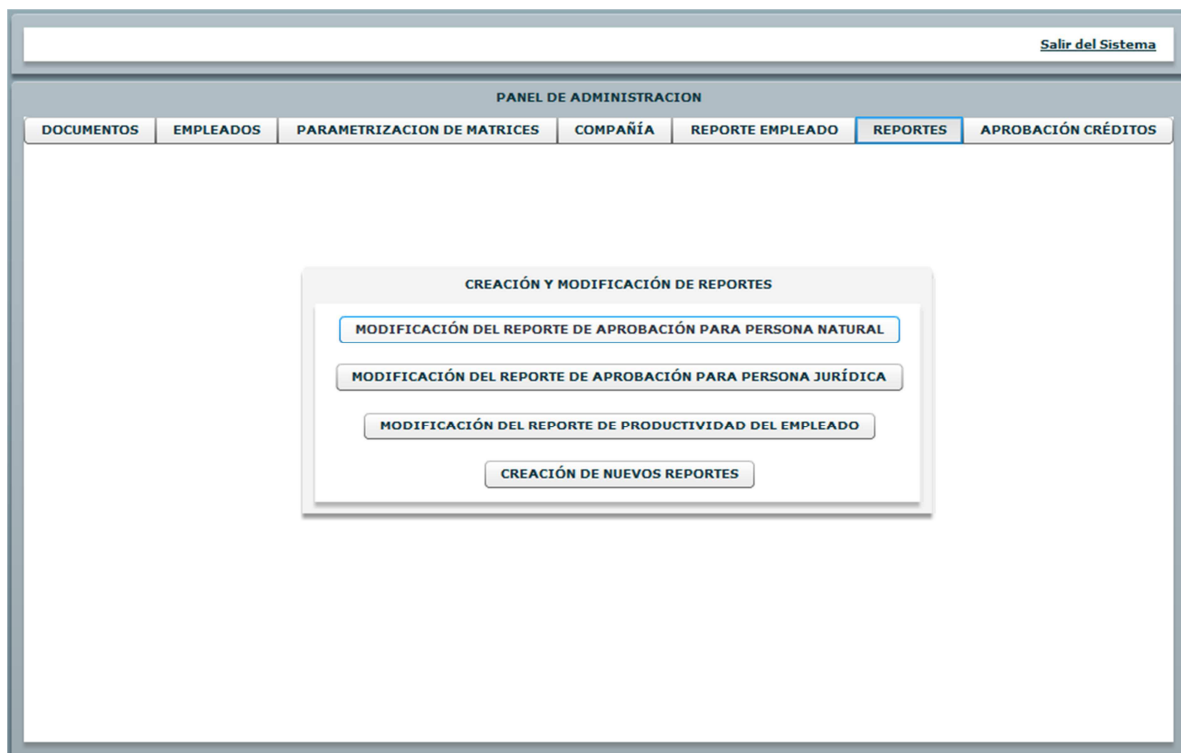 Salir del Sistema
PANEL DE ADMINISTRACION
DOCUMENTOS EMPLEADOS PARAMETRIZACION DE MATRICES COMPAÑÍA REPORTE EMPLEADO REPORTES APROBACIÓN CRÉDITOS
CREACIÓN Y MODIFICACIÓN DE REPORTES
MODIFICACIÓN DEL REPORTE DE APROBACIÓN PARA PERSONA NATURAL
MODIFICACIÓN DEL REPORTE DE APROBACIÓN PARA PERSONA JURÍDICA
MODIFICACIÓN DEL REPORTE DE PRODUCTIVIDAD DEL EMPLEADO
CREACIÓN DE NUEVOS REPORTES